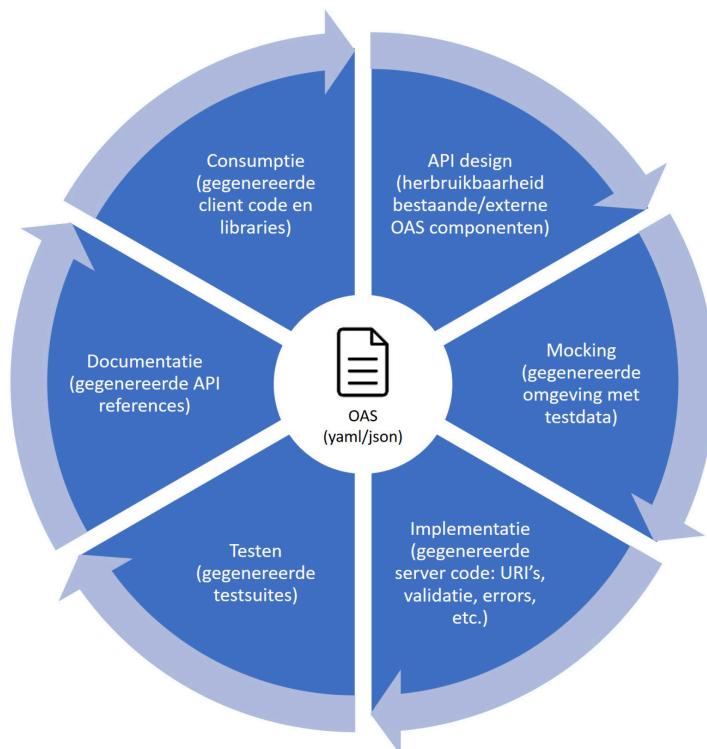 Consumptie
(gegenereerde
client code en
libraries)
API design
(herbruikbaarheid
bestaande/externe
OAS componenten)
Mocking
(gegenereerde
omgeving met
testdata)
Implementatie
(gegenereerde
server code: URI’s,
validatie, errors,
etc.)
Testen
(gegenereerde
testsuites)
Documentatie
(gegenereerde API
references)
OAS
(yaml/json)